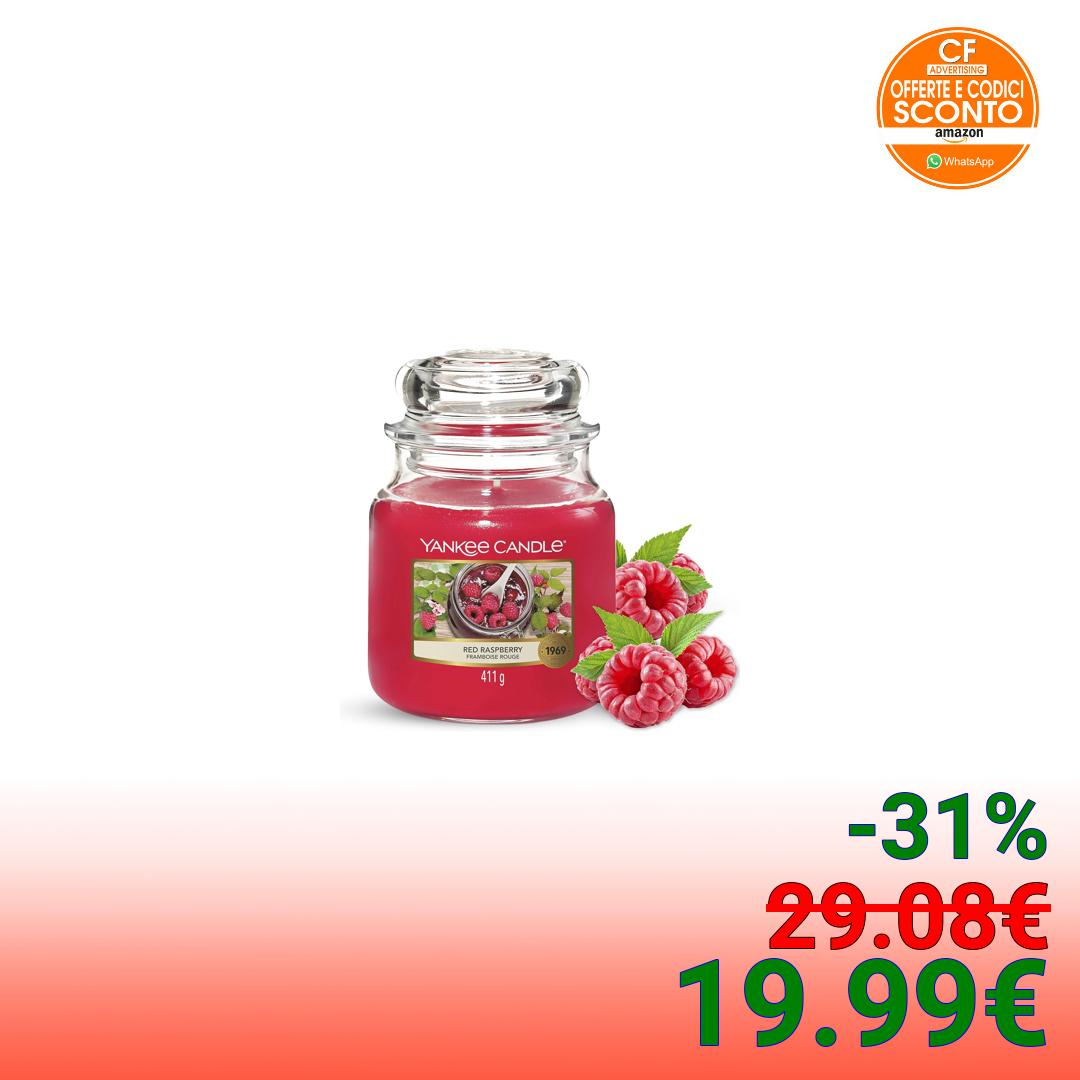 CF
ADVERTISING
OFFERTE E CODICI
SCONTO
amazon
WhatsApp
YANKEE CANDLE®
RED RASPBERRY
FRAMBOISE ROUGE
1969
411 g
-31%
29.08€
19.99€